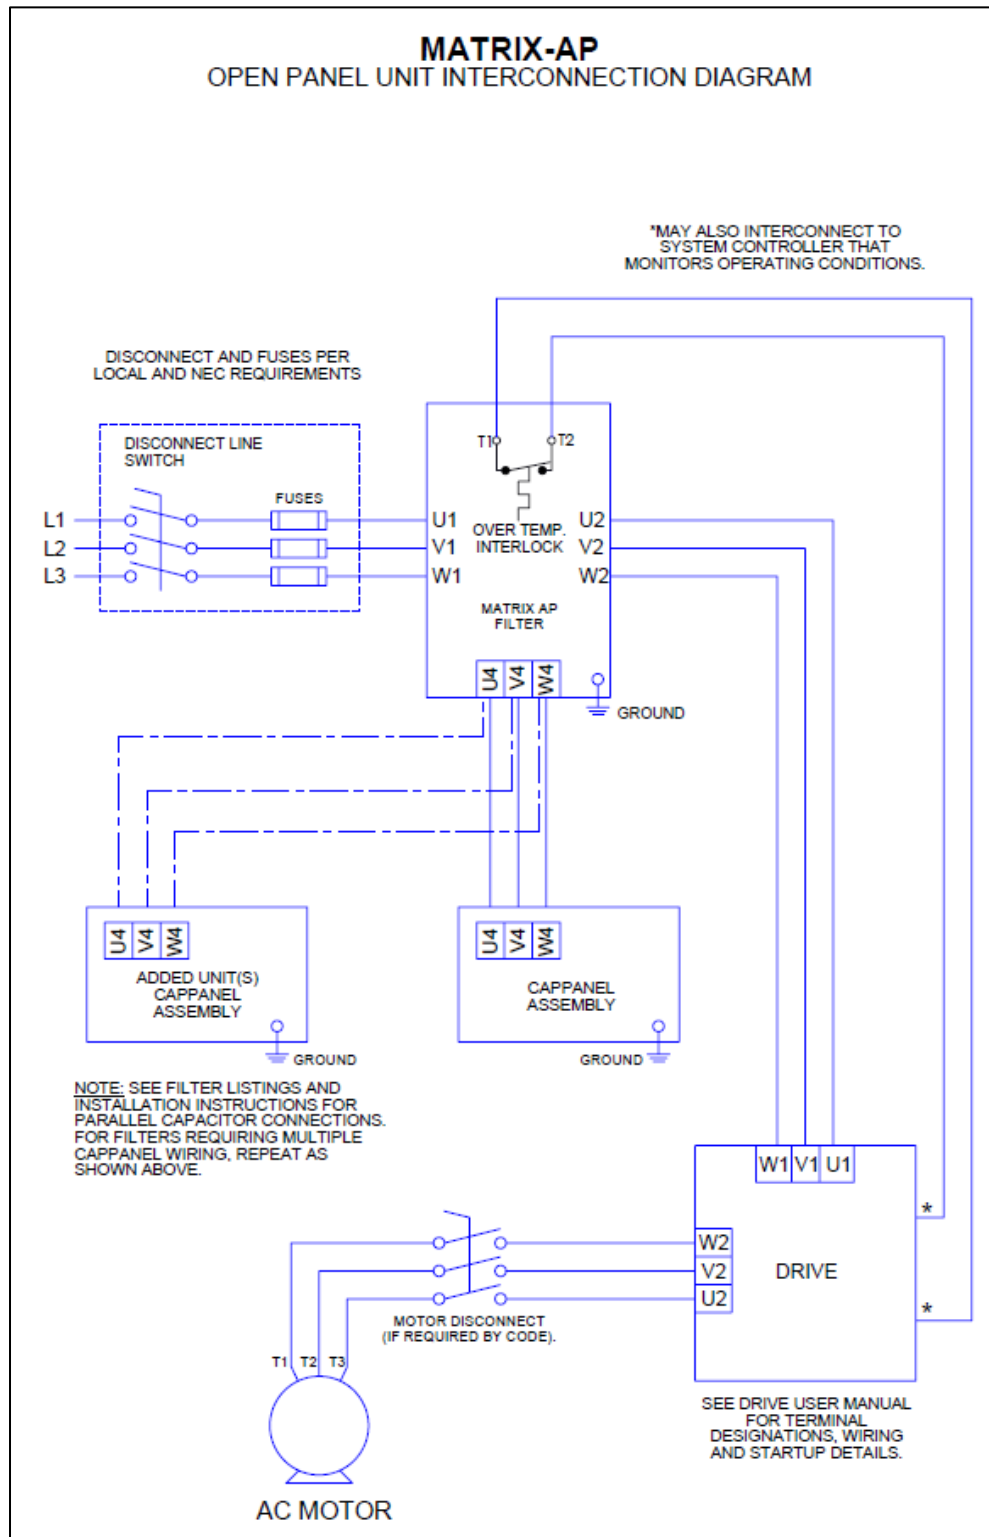 MATRIX-AP
OPEN PANEL UNIT INTERCONNECTION DIAGRAM
*MAY ALSO INTERCONNECT TO
SYSTEM CONTROLLER THAT
MONITORS OPERATING CONDITIONS.
DISCONNECT AND FUSES PER
LOCAL AND NEC REQUIREMENTS
DISCONNECT LINE
SWITCH
FUSES
L1
L2
L3
T1
T2
OVER TEMP.
INTERLOCK
U1
V1
W1
U2
V2
W2
MATRIX AP
FILTER
U4
V4
W4
GROUND
U4
V4
W4
ADDED UNIT(S)
CAPPANEL
ASSEMBLY
GROUND
U4
V4
W4
CAPPANEL
ASSEMBLY
GROUND
NOTE: SEE FILTER LISTINGS AND
INSTALLATION INSTRUCTIONS FOR
PARALLEL CAPACITOR CONNECTIONS.
FOR FILTERS REQUIRING MULTIPLE
CAPPANEL WIRING, REPEAT AS
SHOWN ABOVE.
W1 V1 U1
*
W2
V2
U2
DRIVE
*
MOTOR DISCONNECT
(IF REQUIRED BY CODE).
T1 T2 T3
AC MOTOR
SEE DRIVE USER MANUAL
FOR TERMINAL
DESIGNATIONS, WIRING
AND STARTUP DETAILS.